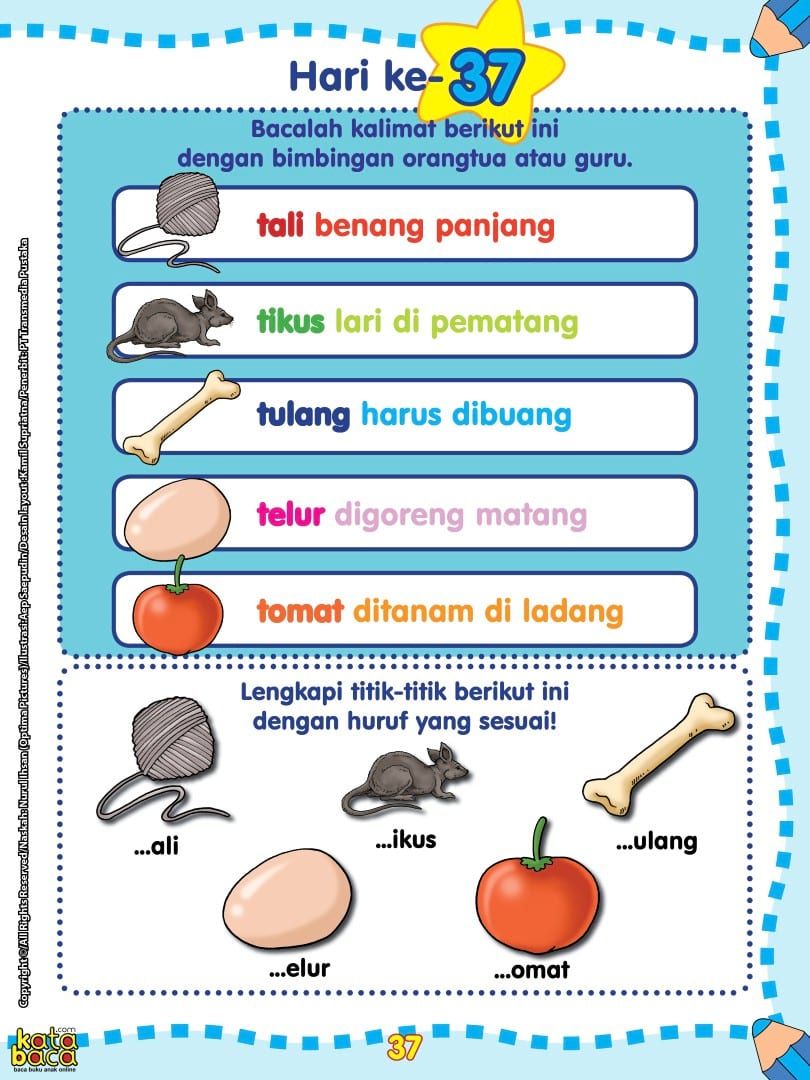 Hari ke-37
Bacalah kalimat berikut ini
dengan bimbingan orangtua atau guru.
tali benang panjang
tikus lari di pematang
tulang harus dibuang
telur digoreng matang
tomat ditanam di ladang
Lengkapi titik-titik berikut ini
dengan huruf yang sesuai!
...ali
...ikus
...ulang
...elur
...omat
Copyright ©/All Rights Reserved/Naskah: Nurul Ihsan (Optima Pictures)/Ilustrasi:Aep Saepudin/Desain layout:Kamil Supriatna/Penerbit: PT Transmedia Pustaka
kata
.com
baca
baca buku anak online
37